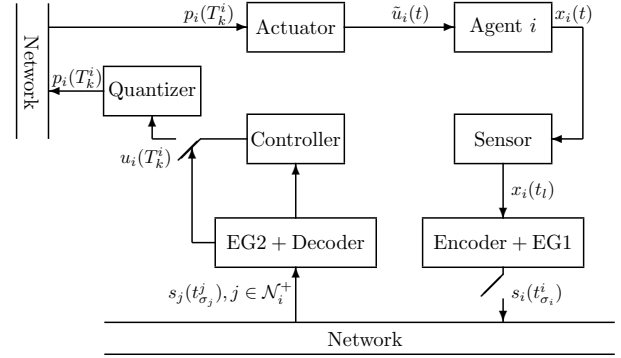 p_i(T_k^i)
Actuator
ũ_i(t)
Agent i
x_i(t)
Network
p_i(T_k^i)
Quantizer
u_i(T_k^i)
Controller
Sensor
x_i(t_l)
EG2 + Decoder
Encoder + EG1
s_j(t_{σ_j}^j), j ∈ 𝒩_i^+
s_i(t_{σ_i}^i)
Network